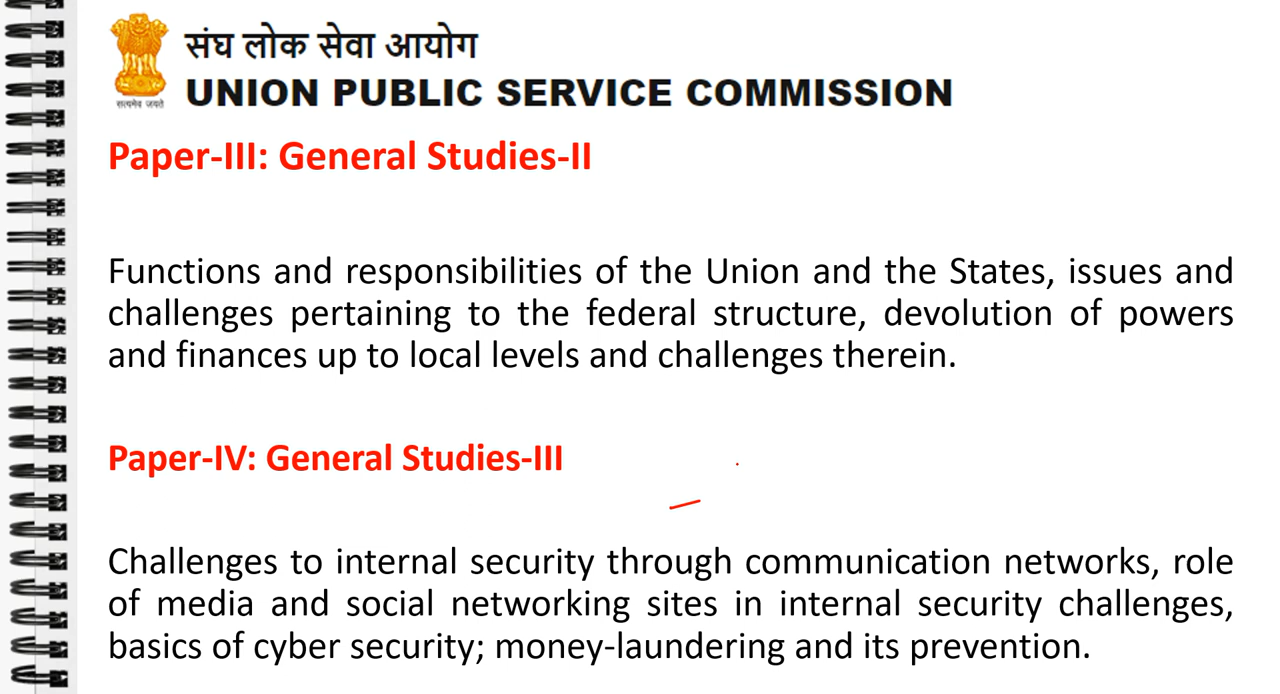 संघ लोक सेवा आयोग
UNION PUBLIC SERVICE COMMISSION
सत्यमेव जयते
Paper-III: General Studies-II
Functions and responsibilities of the Union and the States, issues and
challenges pertaining to the federal structure, devolution of powers
and finances up to local levels and challenges therein.
Paper-IV: General Studies-III
Challenges to internal security through communication networks, role
of media and social networking sites in internal security challenges,
basics of cyber security; money-laundering and its prevention.